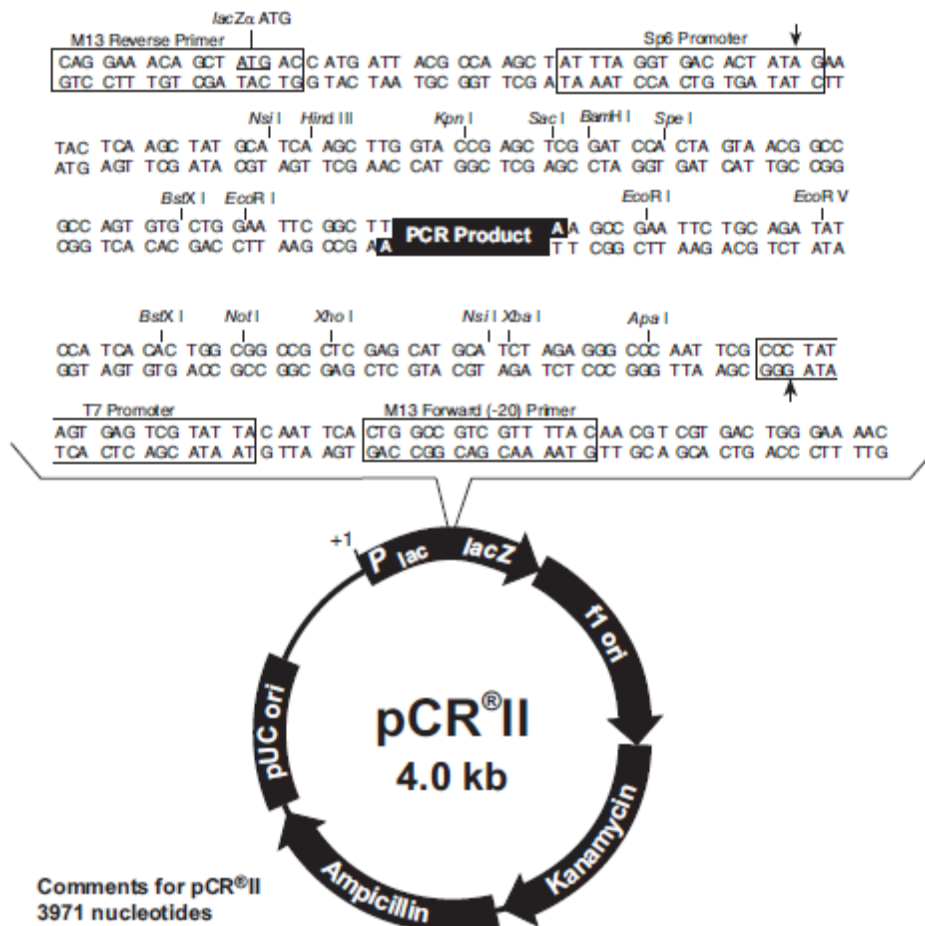 lacZα ATG
M13 Reverse Primer
Sp6 Promoter
CAG GAA ACA GCT ATG ACC ATG ATT ACG CCA AGC TAT TTA GGT GAC ACT ATA GAA
GTC CTT TGT CGA TAC TGG TAC TAA TGC GGT TCG ATA AAT CCA CTG TGA TAT CTT
Nsi I Hind III Kpn I Sac I BamH I Spe I
TAC TCA AGC TAT GCA TCA AGC TTG GTA CCG AGC TCG GAT CCA CTA GTA ACG GCC
ATG AGT TCG ATA CGT AGT TCG AAC CAT GGC TCG AGC CTA GGT GAT CAT TGC CGG
BstX I EcoR I EcoR I EcoR V
GCC AGT GTG CTG GAA TTC GGC TT PCR Product A A GCC GAA TTC TGC AGA TAT
CGG TCA CAC GAC CTT AAG CCG A A T T CGG CTT AAG ACG TCT ATA
BstX I Not I Xho I Nsi I Xba I Apa I
CCA TCA CAC TGG CGG CCG CTC GAG CAT GCA TCT AGA GGG CCC AAT TCG CCC TAT
GGT AGT GTG ACC GCC GGC GAG CTC GTA CGT AGA TCT CCC GGG TTA AGC GGG ATA
T7 Promoter
M13 Forward (-20) Primer
AGT GAG TCG TAT TAC AAT TCA CTG GCC GTC GTT TTA CAA CGT CGT GAC TGG GAA AAC
TCA CTC AGC ATA ATG TTA AGT GAC CGG CAG CAA AAT GTT GCA GCA CTG ACC CTT TTG
+1
P lac lacZ
f1 ori
pUC ori
pCR®II
4.0 kb
Kanamycin
Ampicillin
Comments for pCR®II
3971 nucleotides